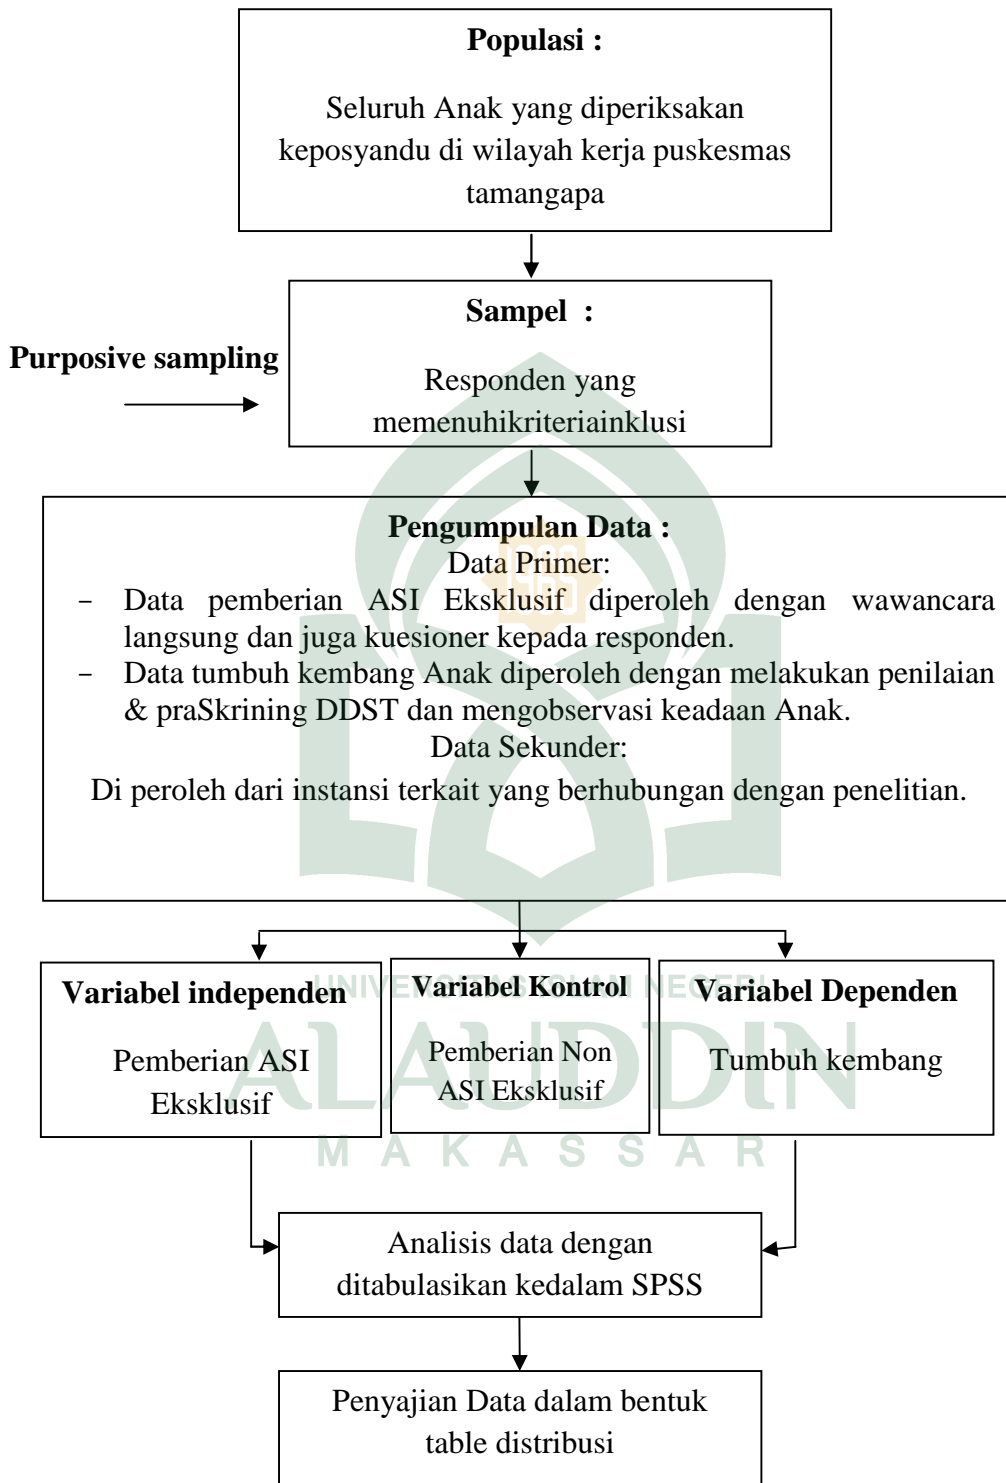 Populasi :
Seluruh Anak yang diperiksakan
keposyandu di wilayah kerja puskesmas
tamangapa
Sampel  :
Purposive sampling
Responden yang
memenuhikriteriainklusi
Pengumpulan Data :
Data Primer:
- Data pemberian ASI Eksklusif diperoleh dengan wawancara
langsung dan juga kuesioner kepada responden.
- Data tumbuh kembang Anak diperoleh dengan melakukan penilaian
& praSkrining DDST dan mengobservasi keadaan Anak.
Data Sekunder:
Di peroleh dari instansi terkait yang berhubungan dengan penelitian.
Variabel independen
Pemberian ASI
Eksklusif
Variabel Kontrol
Pemberian Non
ASI Eksklusif
Variabel Dependen
Tumbuh kembang
UNIVERSITAS ISLAM NEGERI
ALAUDDIN
MAKASSAR
Analisis data dengan
ditabulasikan kedalam SPSS
Penyajian Data dalam bentuk
table distribusi